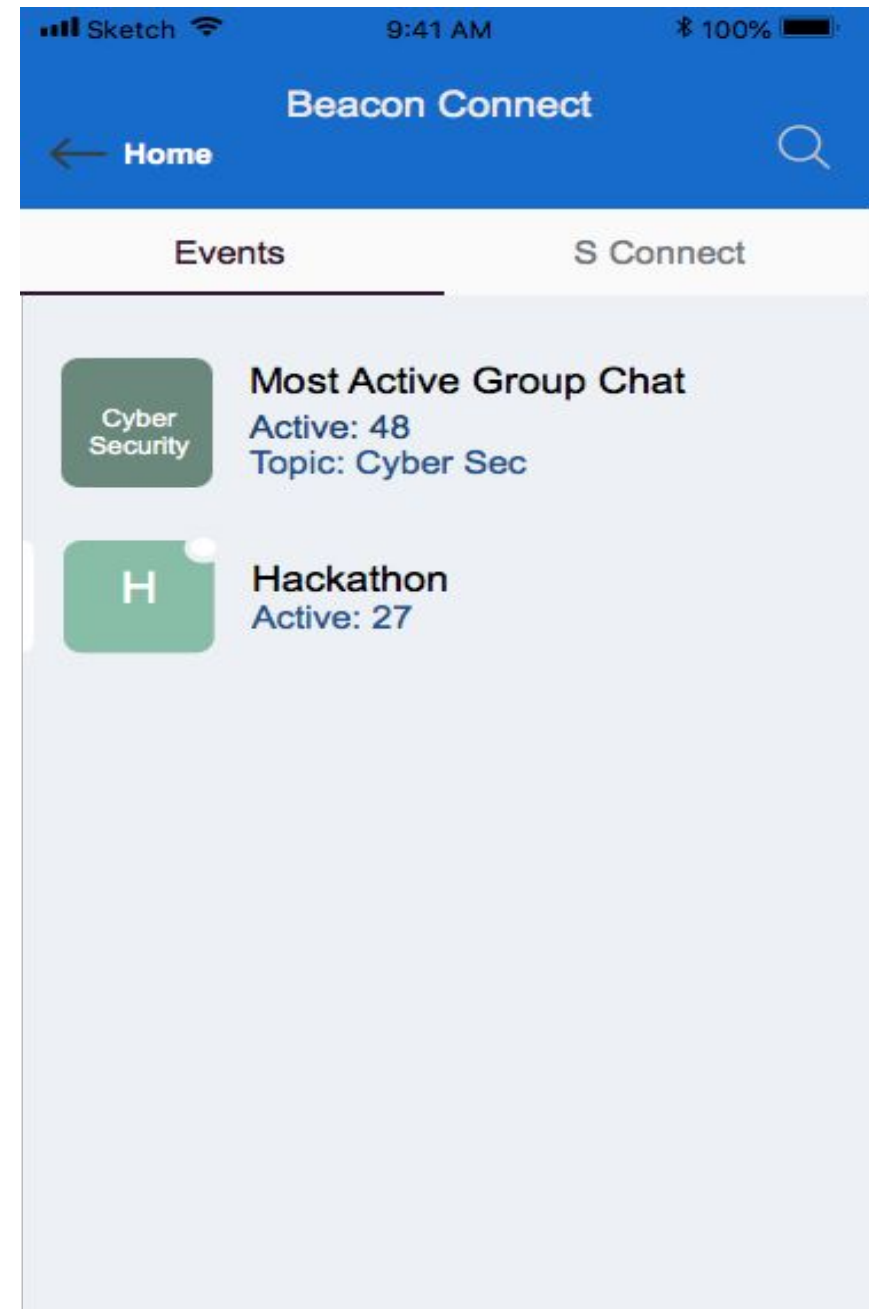 Sketch 9:41 AM 100%
Beacon Connect
Home
Events S Connect
Cyber
Security
Most Active Group Chat
Active: 48
Topic: Cyber Sec
H
Hackathon
Active: 27